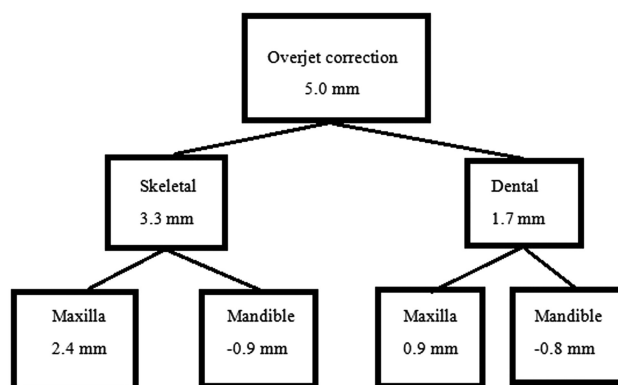 Overjet correction
5.0 mm
Skeletal
3.3 mm
Dental
1.7 mm
Maxilla
2.4 mm
Mandible
-0.9 mm
Maxilla
0.9 mm
Mandible
-0.8 mm